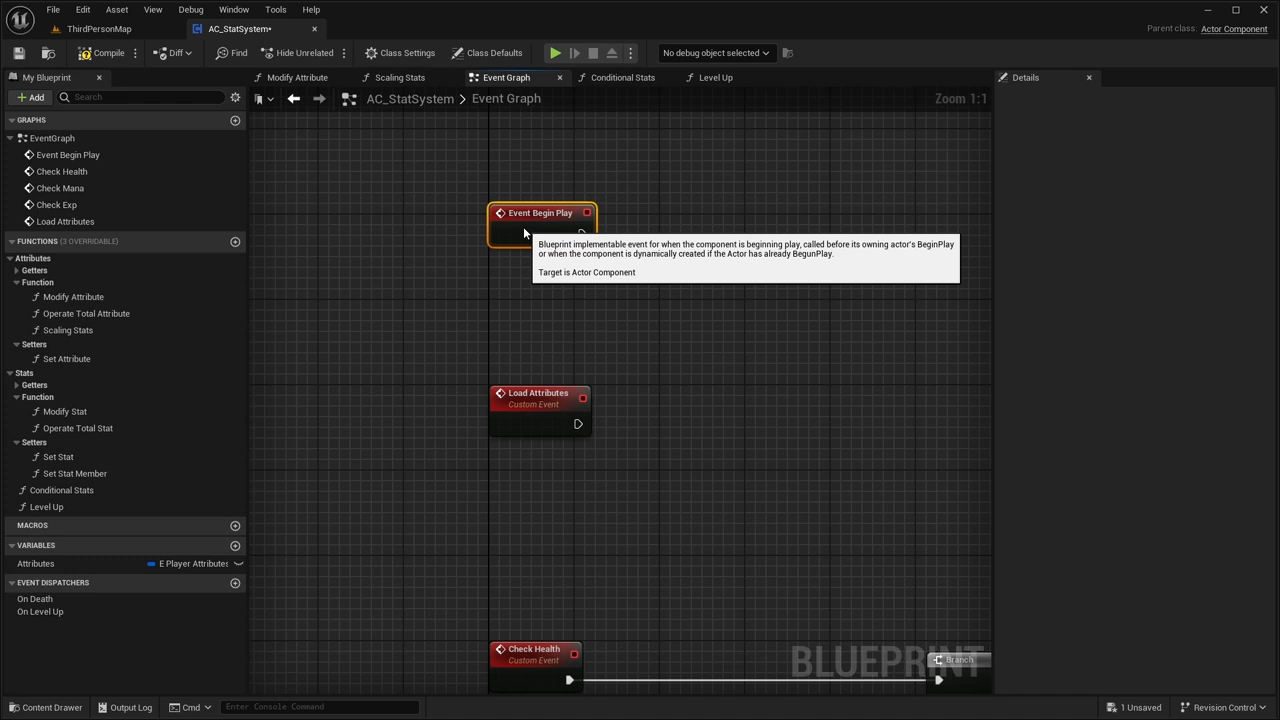 File Edit Asset View Debug Window Tools Help
ThirdPersonMap
AC_StatSystem*
Parent class: Actor Component
Compile
Diff
Find
Hide Unrelated
Class Settings
Class Defaults
No debug object selected
My Blueprint
Modify Attribute
Scaling Stats
Event Graph
Conditional Stats
Level Up
Details
Add
Search
AC_StatSystem > Event Graph
Zoom 1:1
GRAPHS
EventGraph
Event Begin Play
Check Health
Check Mana
Check Exp
Load Attributes
FUNCTIONS (3 OVERRIDABLE)
Attributes
Getters
Function
Modify Attribute
Operate Total Attribute
Scaling Stats
Setters
Set Attribute
Stats
Getters
Function
Modify Stat
Operate Total Stat
Setters
Set Stat
Set Stat Member
Conditional Stats
Level Up
MACROS
VARIABLES
Attributes E Player Attributes
EVENT DISPATCHERS
On Death
On Level Up
Event Begin Play
Blueprint implementable event for when the component is beginning play, called before its owning actor's BeginPlay
or when the component is dynamically created if the Actor has already BegunPlay.
Target is Actor Component
Load Attributes
Custom Event
Check Health
Custom Event
Branch
BLUEPRINT
Content Drawer
Output Log
Cmd
Enter Console Command
1 Unsaved
Revision Control